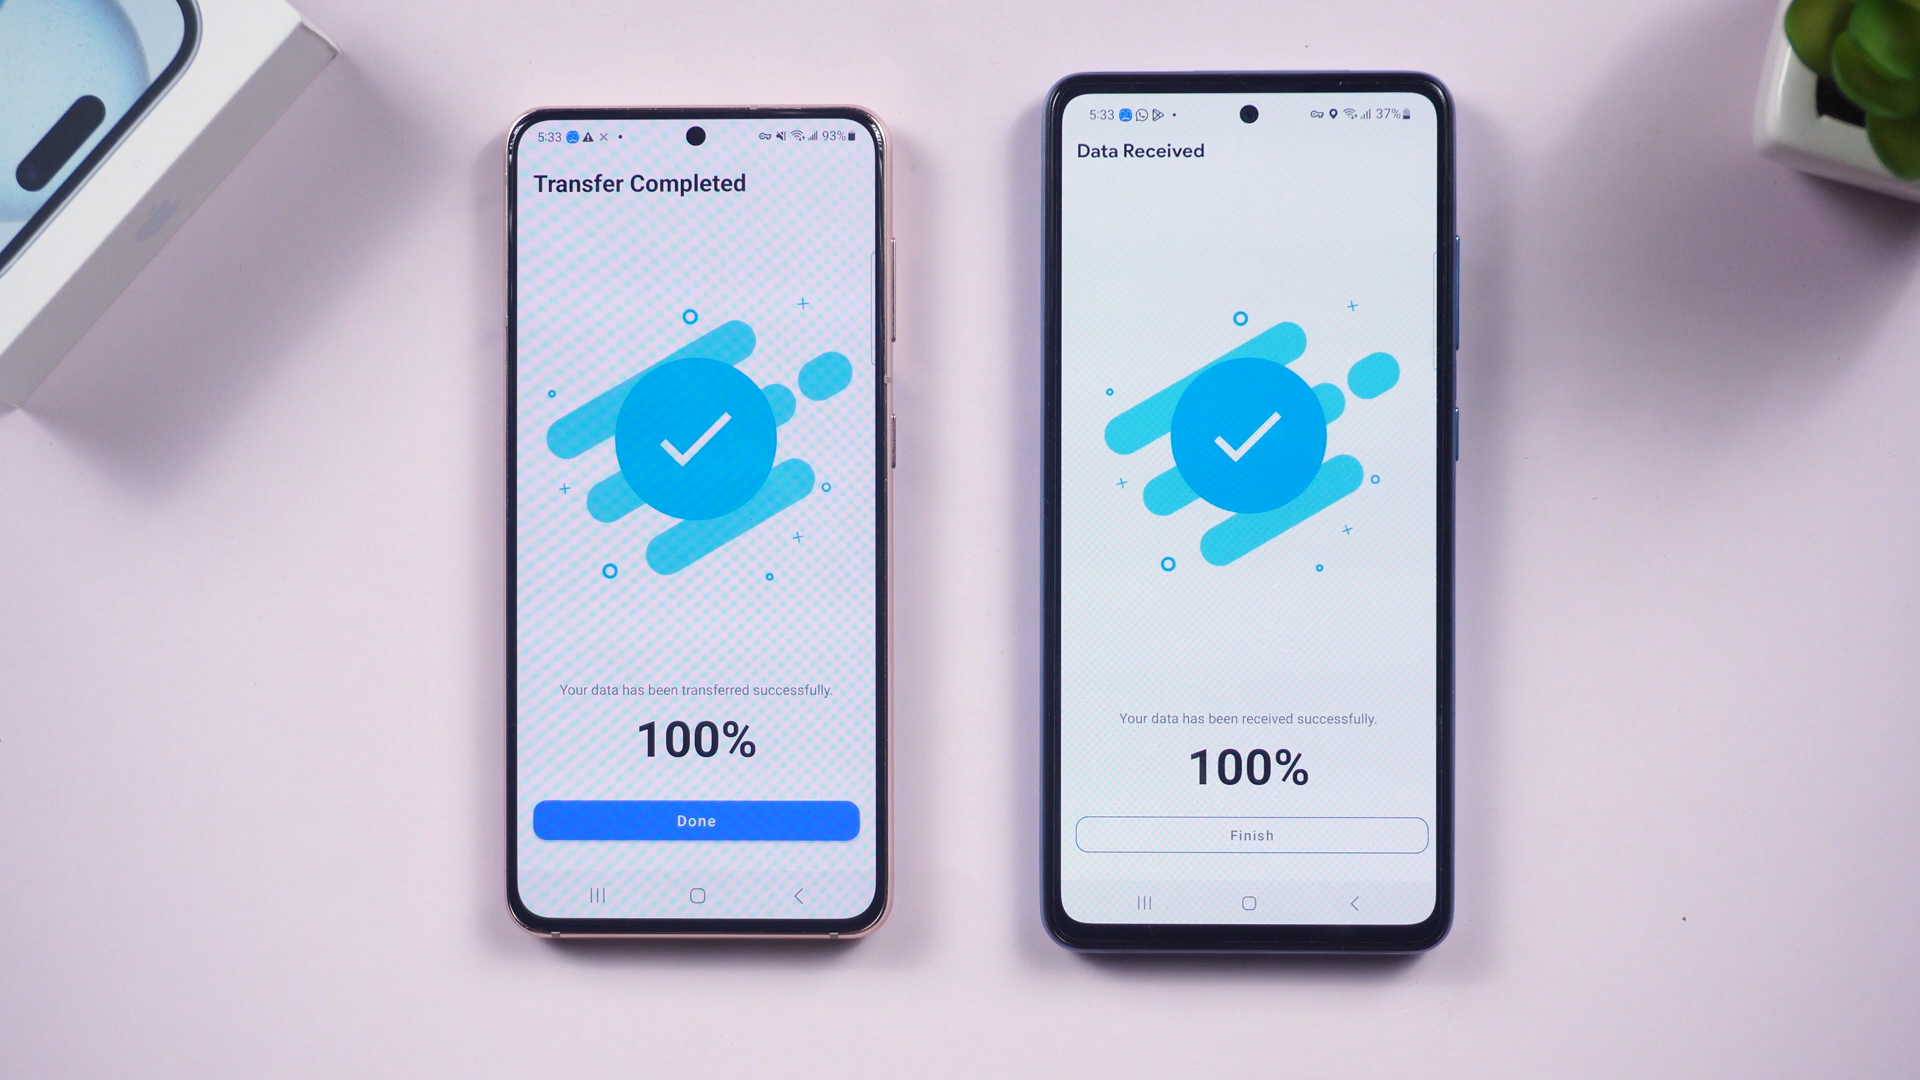 5:33
93%
Transfer Completed
Your data has been transferred successfully.
100%
Done
5:33
37%
Data Received
Your data has been received successfully.
100%
Finish